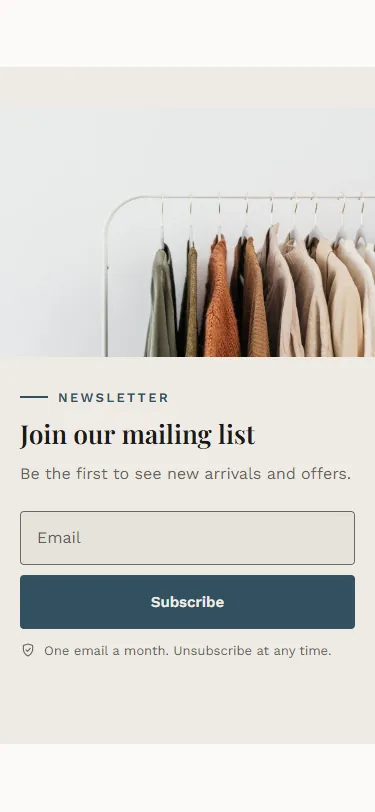 NEWSLETTER
Join our mailing list
Be the first to see new arrivals and offers.
Email
Subscribe
One email a month. Unsubscribe at any time.